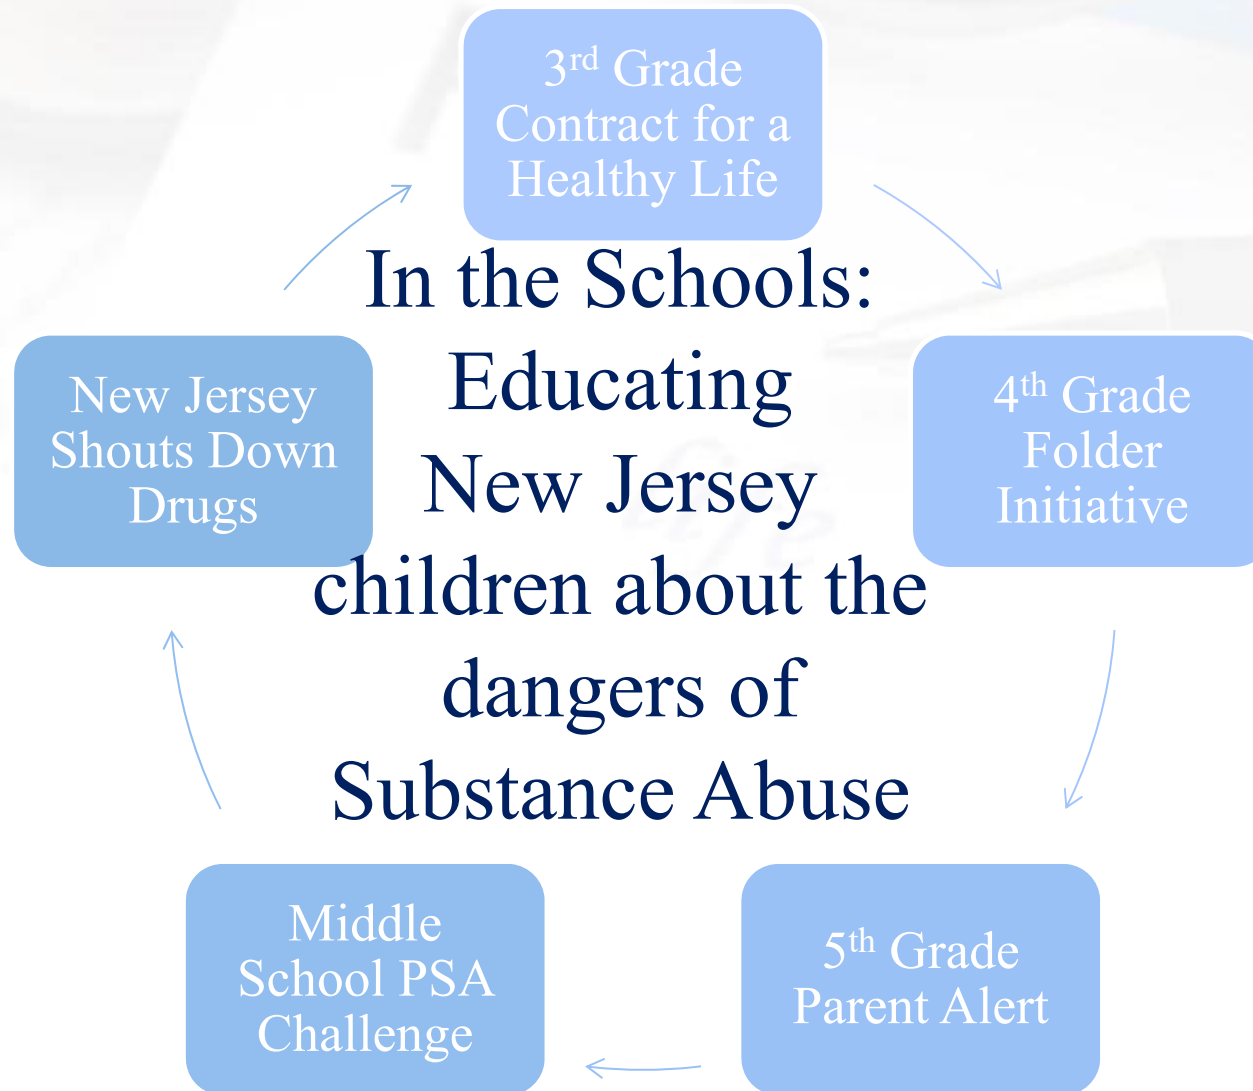 3rd Grade
Contract for a
Healthy Life
In the Schools:
Educating
New Jersey
children about the
dangers of
Substance Abuse
4th Grade
Folder
Initiative
5th Grade
Parent Alert
Middle
School PSA
Challenge
New Jersey
Shouts Down
Drugs